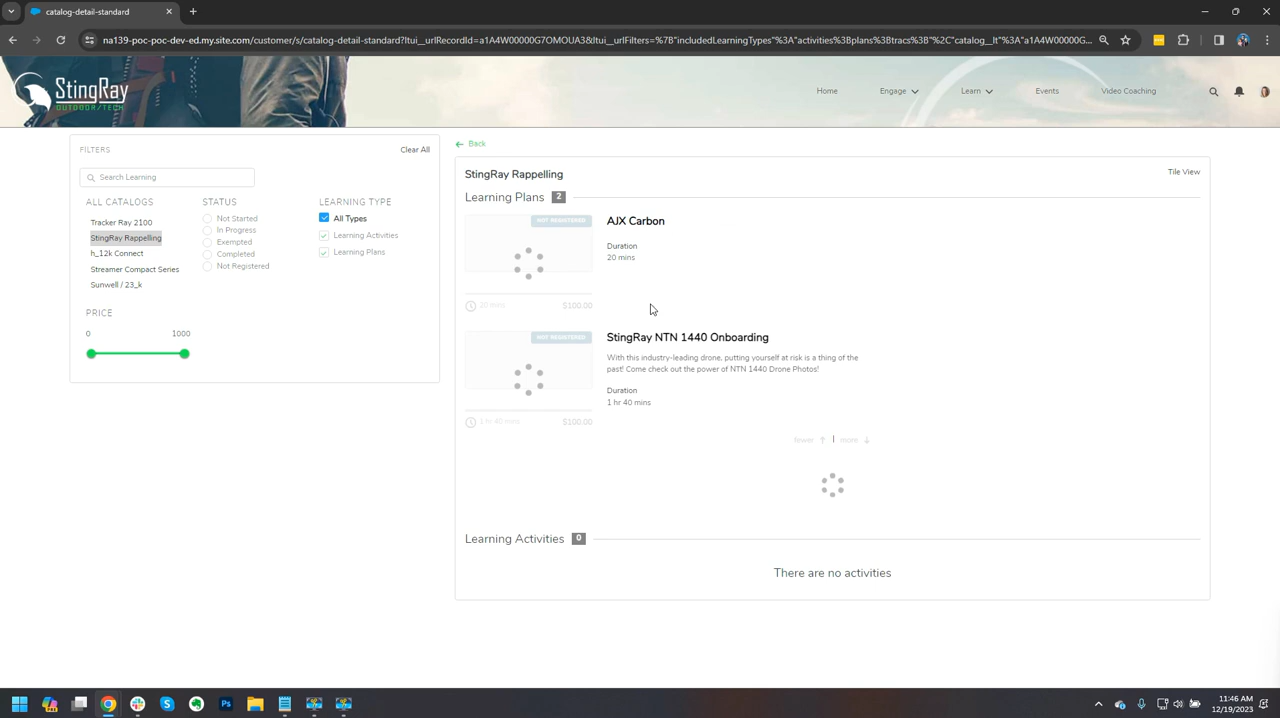 catalog-detail-standard
na139-poc-poc-dev-ed.my.site.com/customer/s/catalog-detail-standard?ltui__urlRecordId=a1A4W00000G7OMOUA3&ltui__urlFilters=%7B"includedLearningTypes%3A"activities%3Bplans%3Btracs%3B%2C"catalog__lt"%3A"a1A4W00000G...
StingRay
OUTDOOR/TECH
Home
Engage
Learn
Events
Video Coaching
FILTERS
Clear All
Search Learning
ALL CATALOGS
Tracker Ray 2100
StingRay Rappelling
h_12k Connect
Streamer Compact Series
Sunwell / 23_k
STATUS
Not Started
In Progress
Exempted
Completed
Not Registered
LEARNING TYPE
All Types
Learning Activities
Learning Plans
PRICE
0 1000
Back
StingRay Rappelling
Tile View
Learning Plans 2
NOT REGISTERED
AJX Carbon
Duration
20 mins
20 mins $100.00
NOT REGISTERED
StingRay NTN 1440 Onboarding
With this industry-leading drone, putting yourself at risk is a thing of the
past! Come check out the power of NTN 1440 Drone Photos!
Duration
1 hr 40 mins
1 hr 40 mins $100.00
fewer | more
Learning Activities 0
There are no activities
11:46 AM
12/19/2023